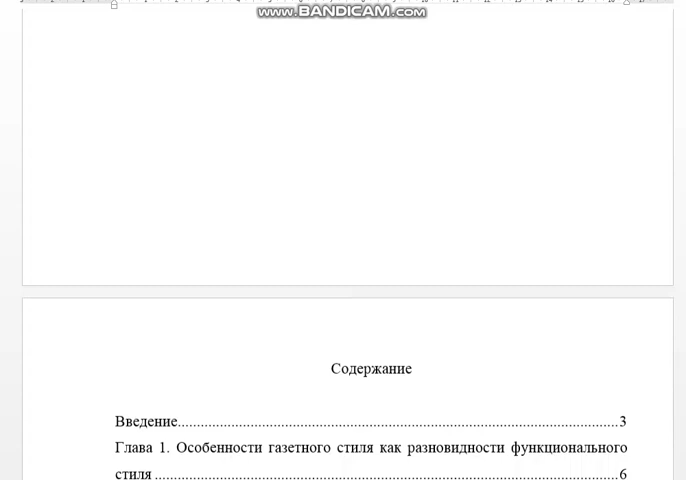 www.BANDICAM.com
Содержание
Введение....................................................................................................................3
Глава 1. Особенности газетного стиля как разновидности функционального
стиля ..........................................................................................................................6